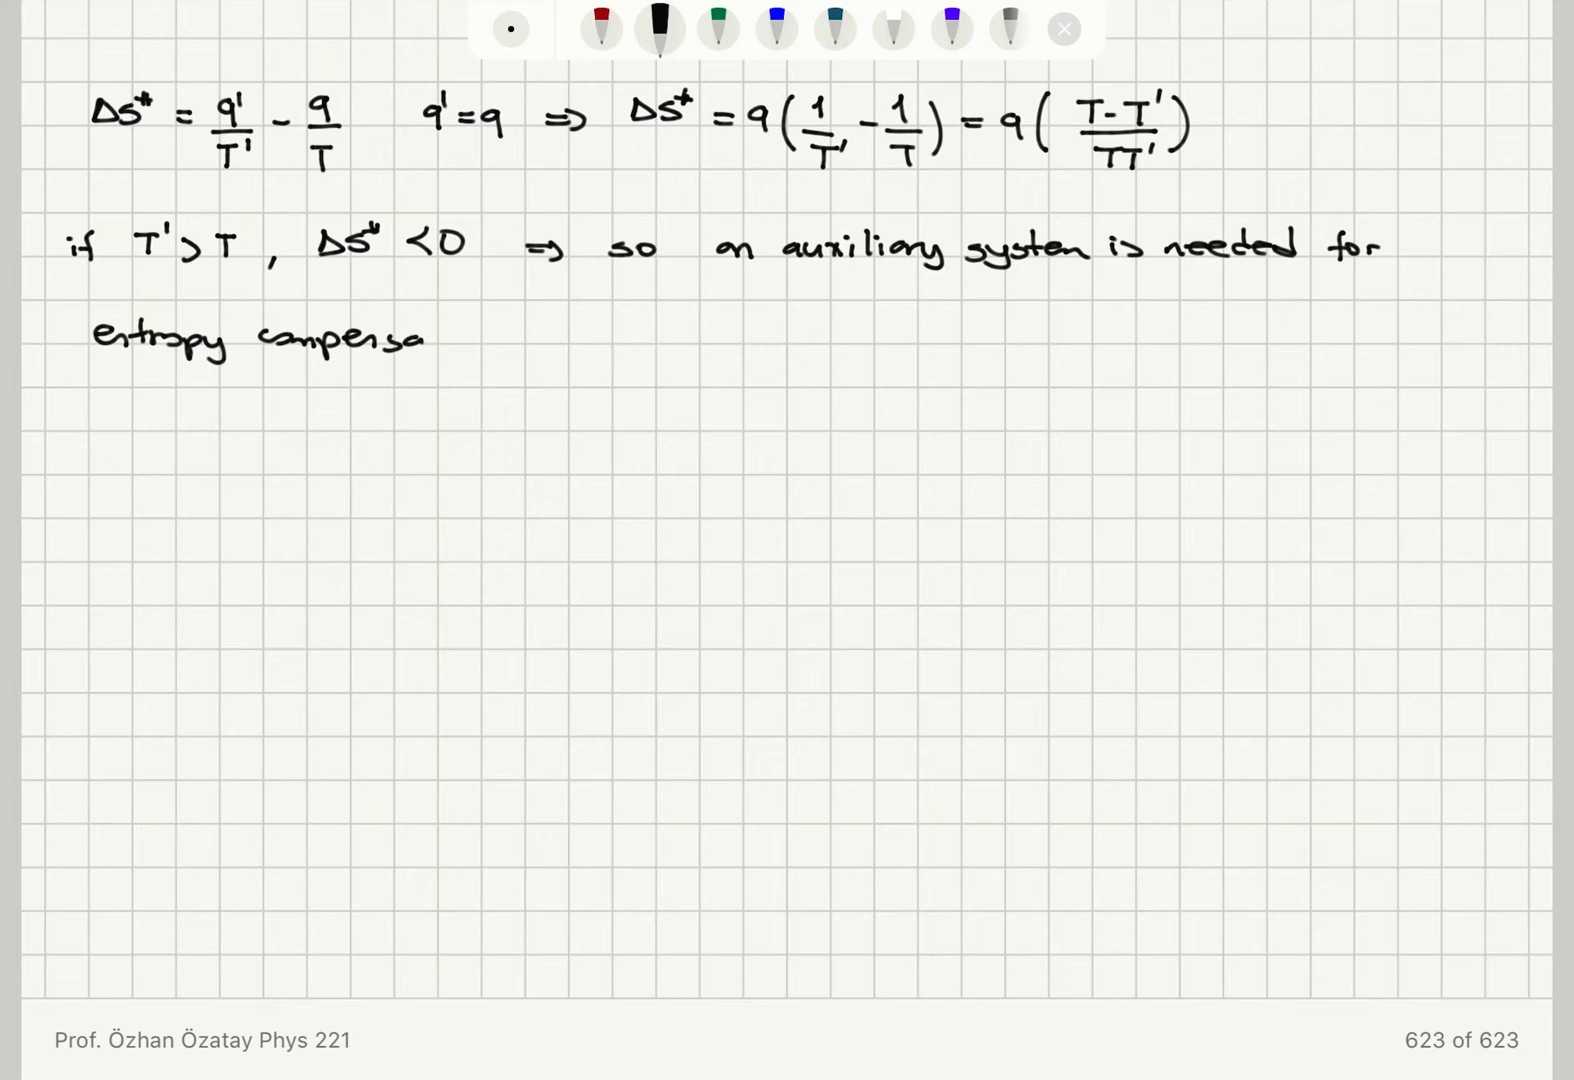 ΔS* = q'/T' - q/T   q' = q ⇒ ΔS* = q(1/T' - 1/T) = q((T-T')/TT')
if T' > T, ΔS* < 0 ⇒ so an auxiliary system is needed for
entropy compensa
Prof. Özhan Özatay Phys 221
623 of 623